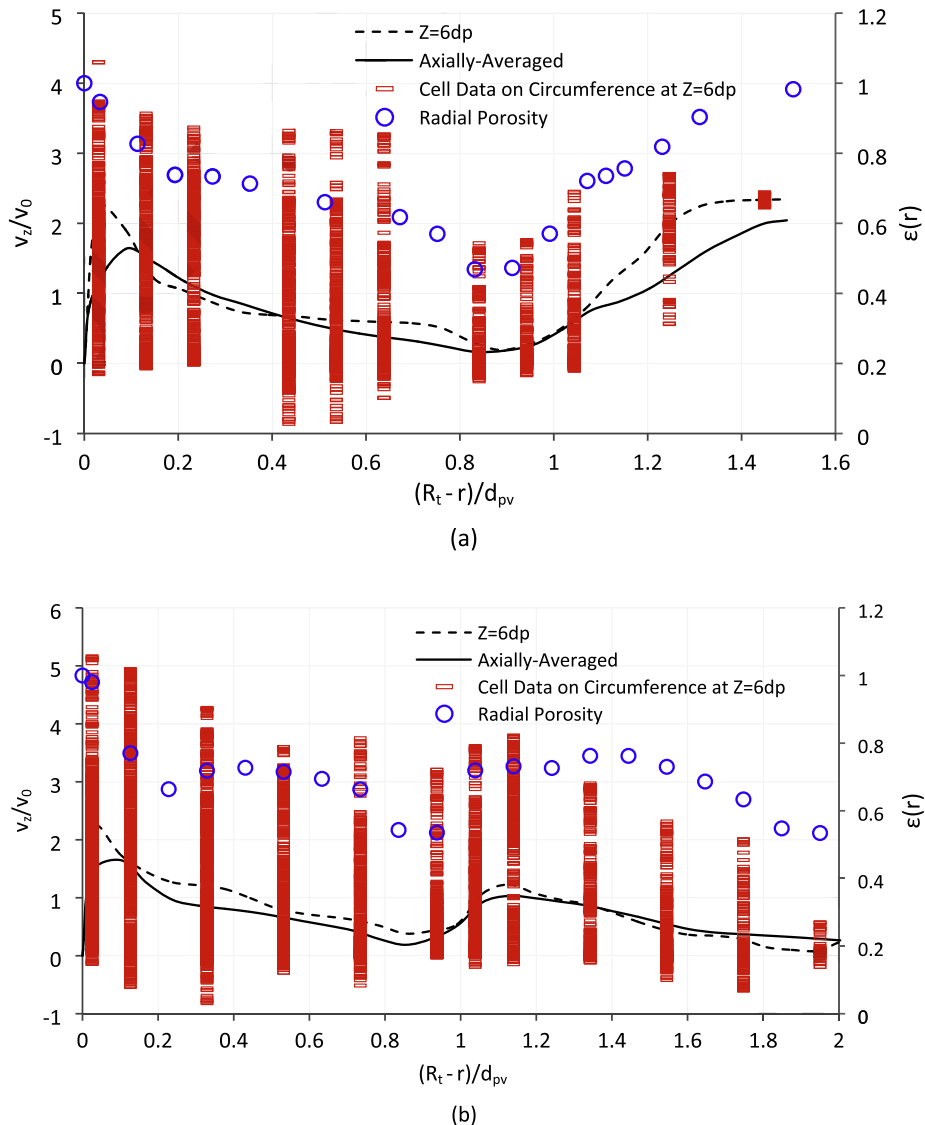 (a)
5
4
3
2
1
0
-1
v_z/v_0
1.2
1
0.8
0.6
0.4
0.2
0
ε(r)
Z=6dp
Axially-Averaged
Cell Data on Circumference at Z=6dp
Radial Porosity
0 0.2 0.4 0.6 0.8 1 1.2 1.4 1.6
(R_t - r)/d_pv
(a)
6
5
4
3
2
1
0
-1
v_z/v_0
1.2
1
0.8
0.6
0.4
0.2
0
ε(r)
Z=6dp
Axially-Averaged
Cell Data on Circumference at Z=6dp
Radial Porosity
0 0.2 0.4 0.6 0.8 1 1.2 1.4 1.6 1.8 2
(R_t - r)/d_pv
(b)